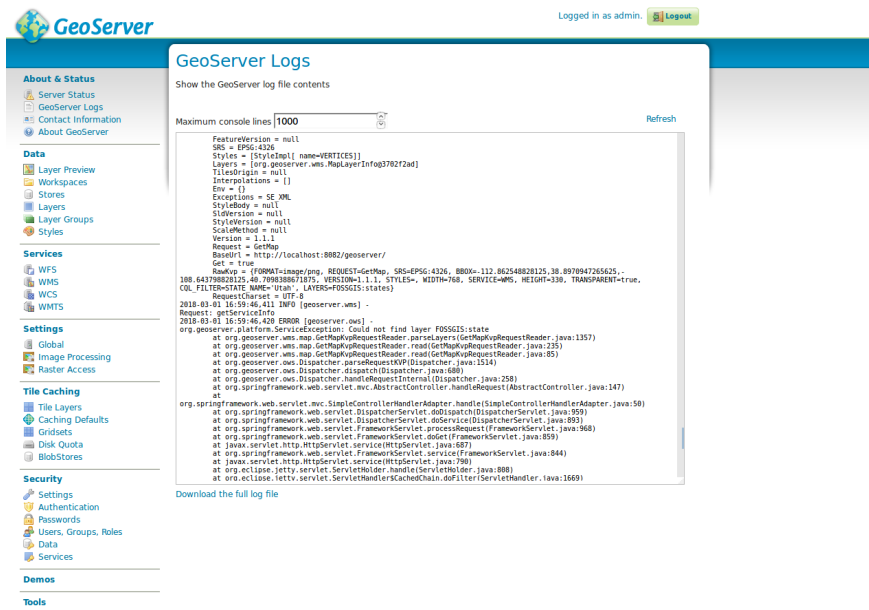 GeoServer
Logged in as admin.
Logout
About & Status
Server Status
GeoServer Logs
Contact Information
About GeoServer
Data
Layer Preview
Workspaces
Stores
Layers
Layer Groups
Styles
Services
WFS
WMS
WCS
WMTS
Settings
Global
Image Processing
Raster Access
Tile Caching
Tile Layers
Caching Defaults
Gridsets
Disk Quota
BlobStores
Security
Settings
Authentication
Passwords
Users, Groups, Roles
Data
Services
Demos
Tools
GeoServer Logs
Show the GeoServer log file contents
Maximum console lines 1000
Refresh
FeatureVersion = null
SRS = EPSG:4326
Styles = [StyleImpl[ name=VERTICES]]
Layers = [org.geoserver.wms.MapLayerInfo@3702f2ad]
TilesOrigin = null
Interpolations = []
Env = {}
Exceptions = SE_XML
StyleBody = null
SldVersion = null
StyleVersion = null
ScaleMethod = null
Version = 1.1.1
Request = GetMap
BaseUrl = http://localhost:8082/geoserver/
Get = true
RawKvp = {FORMAT=image/png, REQUEST=GetMap, SRS=EPSG:4326, BBOX=-112.862548828125,38.8970947265625,-
108.643798828125,40.7098388671875, VERSION=1.1.1, STYLES=, WIDTH=768, SERVICE=WMS, HEIGHT=330, TRANSPARENT=true,
CQL_FILTER=STATE_NAME='Utah', LAYERS=FOSSGIS:states}
RequestCharset = UTF-8
2018-03-01 16:59:46,411 INFO [geoserver.wms] -
Request: getServiceInfo
2018-03-01 16:59:46,420 ERROR [geoserver.ows] -
org.geoserver.platform.ServiceException: Could not find layer FOSSGIS:state
at org.geoserver.wms.map.GetMapKvpRequestReader.parseLayers(GetMapKvpRequestReader.java:1357)
at org.geoserver.wms.map.GetMapKvpRequestReader.read(GetMapKvpRequestReader.java:235)
at org.geoserver.wms.map.GetMapKvpRequestReader.read(GetMapKvpRequestReader.java:85)
at org.geoserver.ows.Dispatcher.parseRequestKVP(Dispatcher.java:1514)
at org.geoserver.ows.Dispatcher.dispatch(Dispatcher.java:680)
at org.geoserver.ows.Dispatcher.handleRequestInternal(Dispatcher.java:258)
at org.springframework.web.servlet.mvc.AbstractController.handleRequest(AbstractController.java:147)
at
org.springframework.web.servlet.mvc.SimpleControllerHandlerAdapter.handle(SimpleControllerHandlerAdapter.java:50)
at org.springframework.web.servlet.DispatcherServlet.doDispatch(DispatcherServlet.java:959)
at org.springframework.web.servlet.DispatcherServlet.doService(DispatcherServlet.java:893)
at org.springframework.web.servlet.FrameworkServlet.processRequest(FrameworkServlet.java:968)
at org.springframework.web.servlet.FrameworkServlet.doGet(FrameworkServlet.java:859)
at javax.servlet.http.HttpServlet.service(HttpServlet.java:687)
at org.springframework.web.servlet.FrameworkServlet.service(FrameworkServlet.java:844)
at javax.servlet.http.HttpServlet.service(HttpServlet.java:790)
at org.eclipse.jetty.servlet.ServletHolder.handle(ServletHolder.java:808)
at org.eclipse.jetty.servlet.ServletHandler$CachedChain.doFilter(ServletHandler.java:1669)
Download the full log file